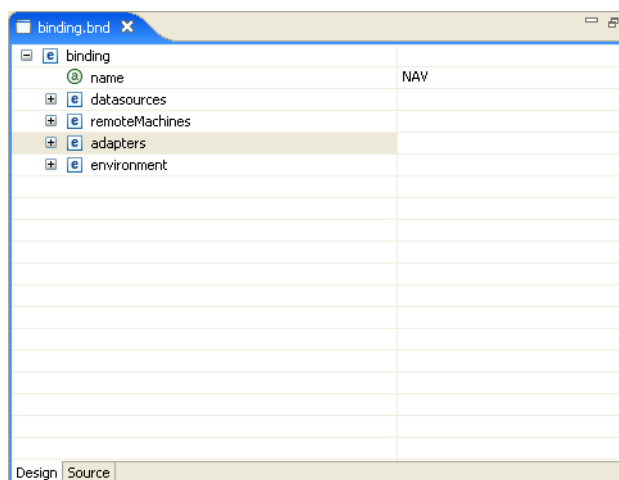 binding.bnd
e binding
a name NAV
e datasources
e remoteMachines
e adapters
e environment
Design Source